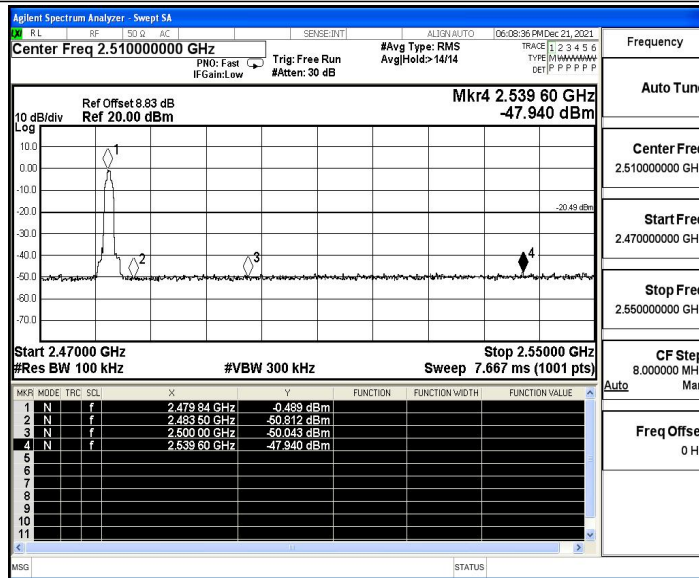 Agilent Spectrum Analyzer - Swept SA
RL RF 50 Ω AC SENSE:INT ALIGN AUTO 06:08:36 PM Dec 21, 2021
Center Freq 2.510000000 GHz
PNO: Fast
IFGain:Low
Trig: Free Run
#Atten: 30 dB
#Avg Type: RMS
Avg|Hold:> 14/14
TRACE 1 2 3 4 5 6
TYPE M
DET P P P P P P
Ref Offset 8.83 dB
Ref 20.00 dBm
10 dB/div
Log
Mkr4 2.539 60 GHz
-47.940 dBm
10.0
0.00
-10.0
-20.0
-30.0
-40.0
-50.0
-60.0
-70.0
1
2
3
4
-20.49 dBm
Start 2.47000 GHz Stop 2.55000 GHz
#Res BW 100 kHz #VBW 300 kHz Sweep 7.667 ms (1001 pts)
MKR MODE TRC SCL X Y FUNCTION FUNCTION WIDTH FUNCTION VALUE
1 N f 2.479 84 GHz -0.489 dBm
2 N f 2.483 50 GHz -50.812 dBm
3 N f 2.500 00 GHz -50.043 dBm
4 N f 2.539 60 GHz -47.940 dBm
5
6
7
8
9
10
11
MSG STATUS
Frequency
Auto Tune
Center Freq
2.510000000 GH
Start Freq
2.470000000 GH
Stop Freq
2.550000000 GH
CF Step
8.000000 MH
Auto Man
Freq Offse
0 H